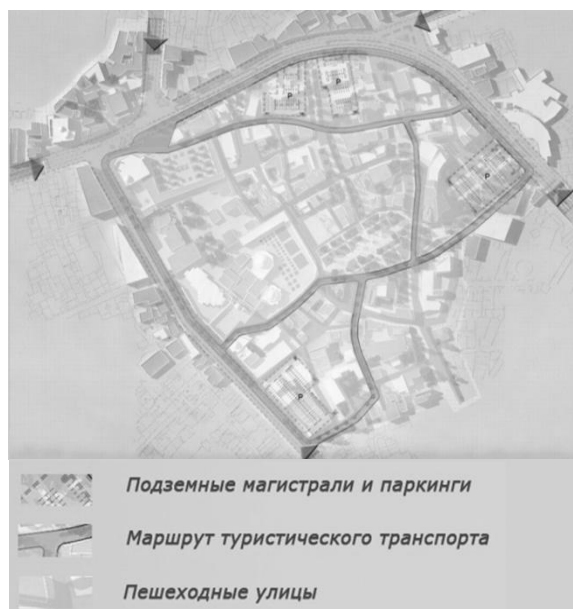 P
P
P
P
Подземные магистрали и паркинги
Маршрут туристического транспорта
Пешеходные улицы